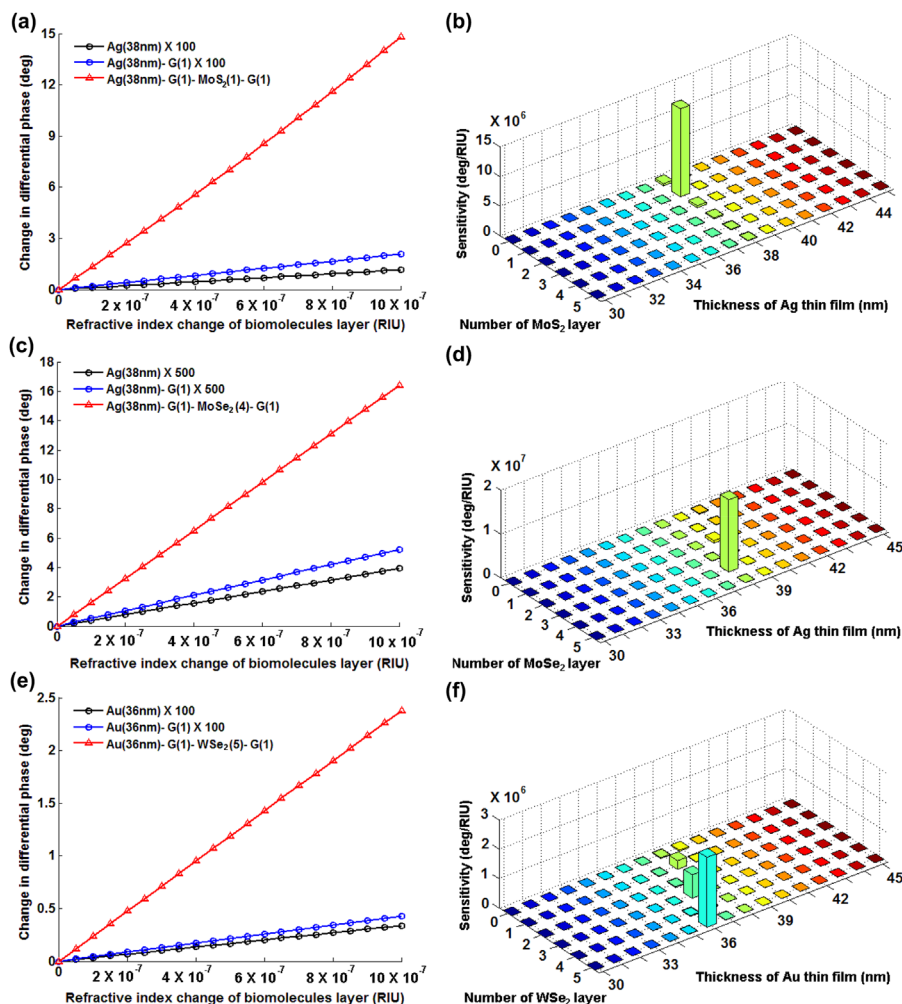 (a)
15
12
9
6
3
0
Change in differential phase (deg)
Ag(38nm) X 100
Ag(38nm)- G(1) X 100
Ag(38nm)- G(1)- MoS₂(1)- G(1)
0 2 X 10⁻⁷ 4 X 10⁻⁷ 6 X 10⁻⁷ 8 X 10⁻⁷ 10 X 10⁻⁷
Refractive index change of biomolecules layer (RIU)
(b)
X 10⁶
15
10
5
0
Sensitivity (deg/RIU)
0 1 2 3 4 5
Number of MoS₂ layer
30 32 34 36 38 40 42 44
Thickness of Ag thin film (nm)
(c)
18
16
14
12
10
8
6
4
2
0
Change in differential phase (deg)
Ag(38nm) X 500
Ag(38nm)- G(1) X 500
Ag(38nm)- G(1)- MoSe₂(4)- G(1)
0 2 X 10⁻⁷ 4 X 10⁻⁷ 6 X 10⁻⁷ 8 X 10⁻⁷ 10 X 10⁻⁷
Refractive index change of biomolecules layer (RIU)
(d)
X 10⁷
2
1
0
Sensitivity (deg/RIU)
0 1 2 3 4 5
Number of MoSe₂ layer
30 33 36 39 42 45
Thickness of Ag thin film (nm)
(e)
2.5
2
1.5
1
0.5
0
Change in differential phase (deg)
Au(36nm) X 100
Au(36nm)- G(1) X 100
Au(36nm)- G(1)- WSe₂(5)- G(1)
0 2 X 10⁻⁷ 4 X 10⁻⁷ 6 X 10⁻⁷ 8 X 10⁻⁷ 10 X 10⁻⁷
Refractive index change of biomolecules layer (RIU)
(f)
X 10⁶
3
2
1
0
Sensitivity (deg/RIU)
0 1 2 3 4 5
Number of WSe₂ layer
30 33 36 39 42 45
Thickness of Au thin film (nm)